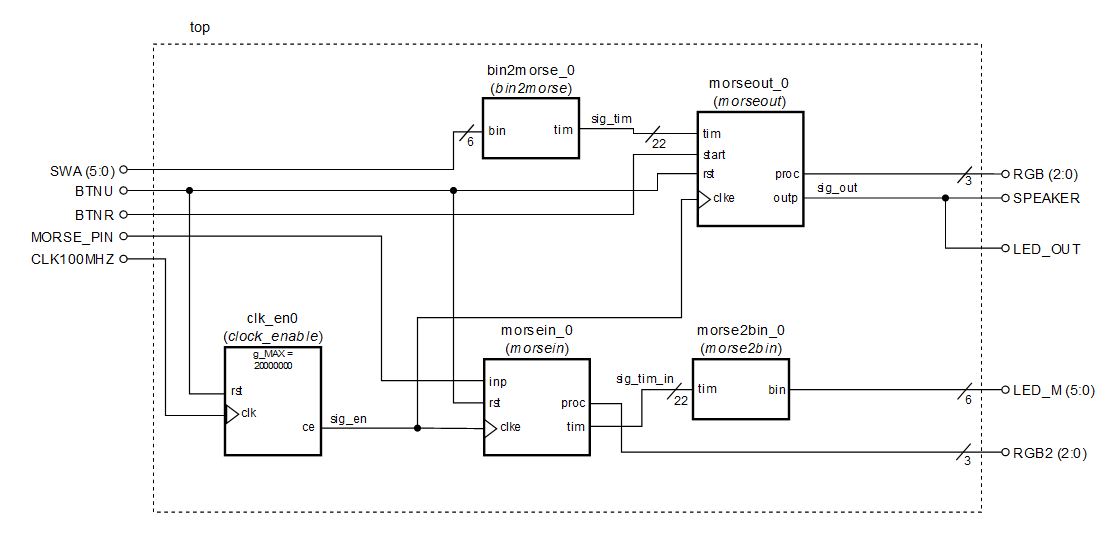 top
bin2morse_0
(bin2morse)
bin
tim
6
sig_tim
22
morseout_0
(morseout)
tim
start
rst
clke
proc
outp
sig_out
3
SWA (5:0)
BTNU
BTNR
MORSE_PIN
CLK100MHZ
RGB (2:0)
SPEAKER
LED_OUT
clk_en0
(clock_enable)
g_MAX =
20000000
rst
clk
ce
sig_en
morsein_0
(morsein)
inp
rst
clke
proc
tim
sig_tim_in
22
morse2bin_0
(morse2bin)
tim
bin
6
LED_M (5:0)
3
RGB2 (2:0)